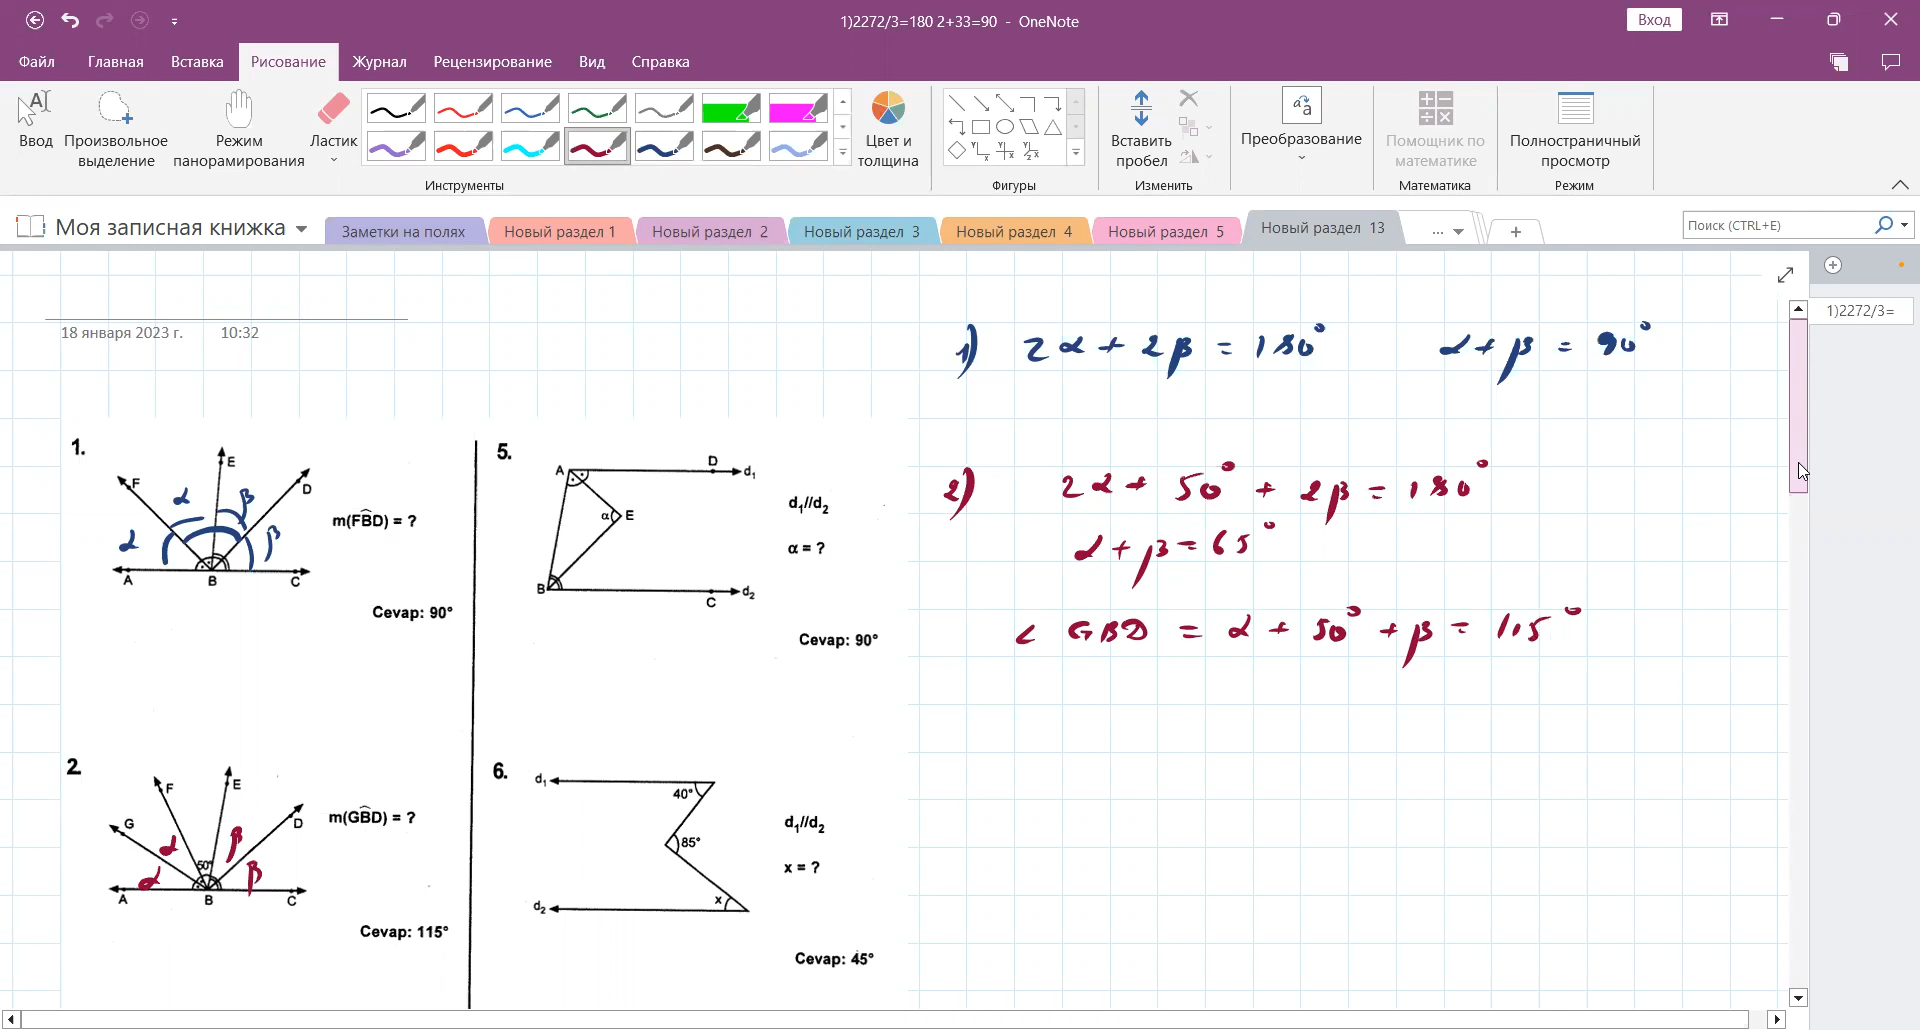 1)2272/3=180 2+33=90 - OneNote
Вход
Файл Главная Вставка Рисование Журнал Рецензирование Вид Справка
Ввод
Произвольное выделение
Режим панорамирования
Ластик
Цвет и толщина
Вставить пробел
Преобразование
Помощник по математике
Полностраничный просмотр
Инструменты
Фигуры
Изменить
Математика
Режим
Моя записная книжка
Заметки на полях
Новый раздел 1
Новый раздел 2
Новый раздел 3
Новый раздел 4
Новый раздел 5
Новый раздел 13
...
Поиск (CTRL+E)
1)2272/3=
18 января 2023 г. 10:32
1) 2α + 2β = 180° α + β = 90°
2) 2α + 50° + 2β = 180°
α + β = 65°
∠ GBD = α + 50° + β = 115°
1.
F E D
α β
α β
A B C
m(FBD) = ?
Cevap: 90°
2.
G F E D
α β
α 50° β
A B C
m(GBD) = ?
Cevap: 115°
5.
A D d₁
α E
B C d₂
d₁//d₂
α = ?
Cevap: 90°
6.
d₁ 40°
85°
d₂ x
d₁//d₂
x = ?
Cevap: 45°